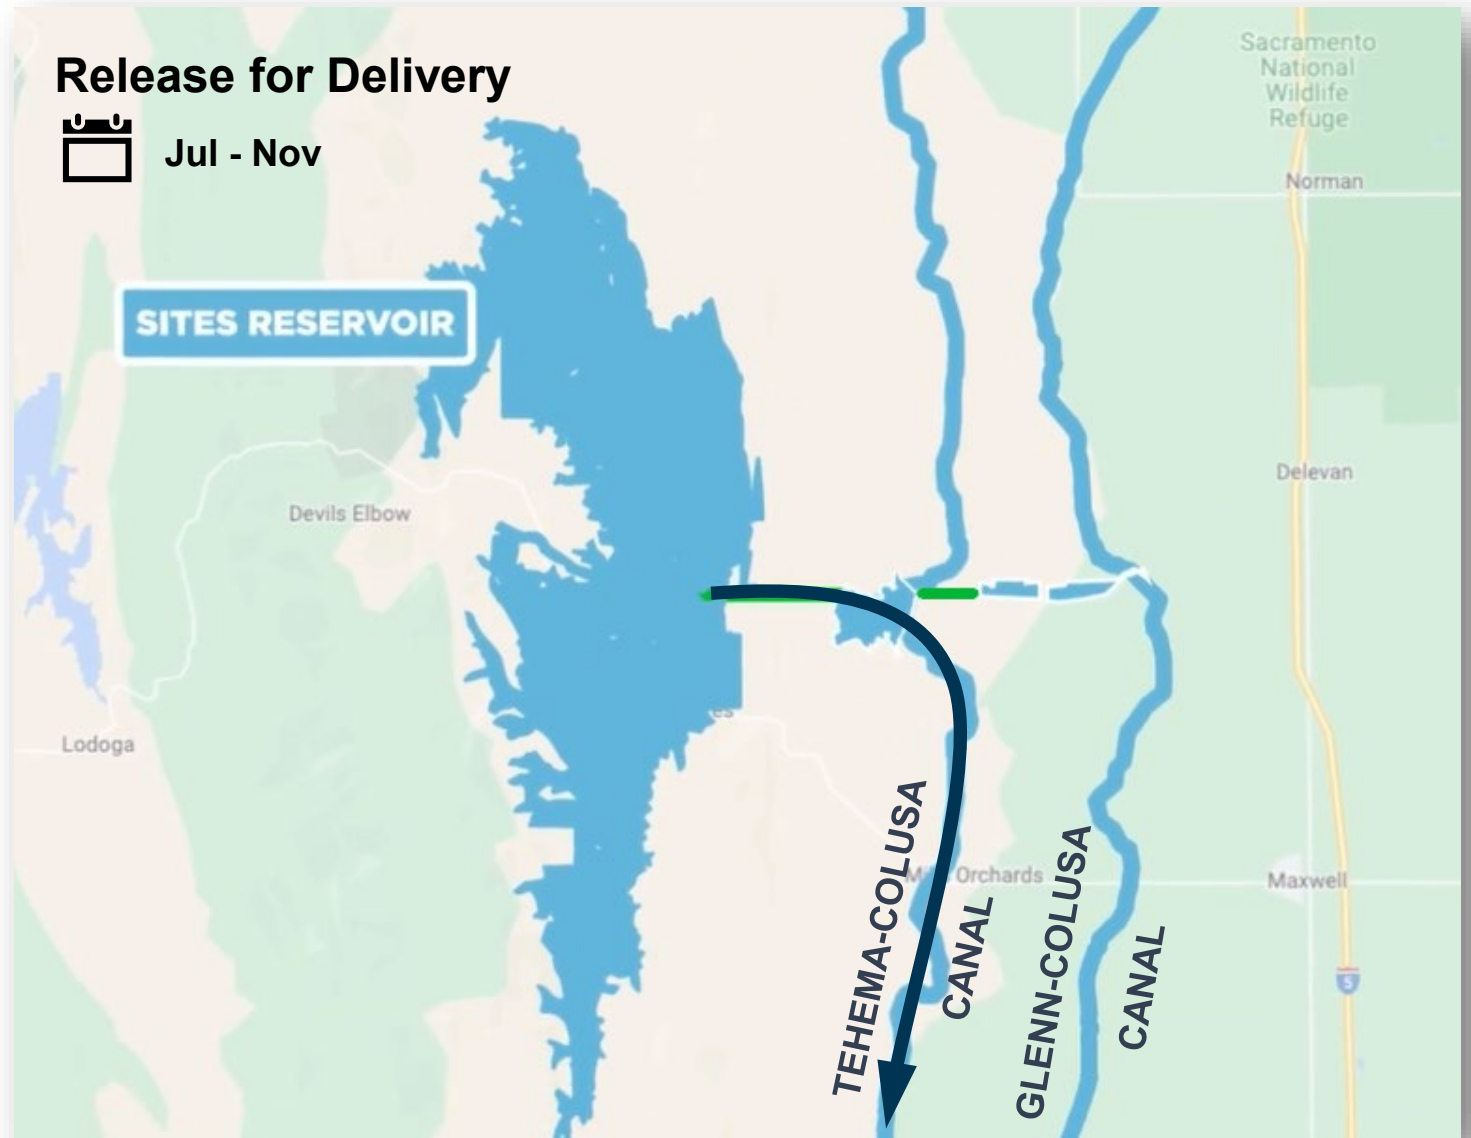 Release for Delivery
Jul - Nov
Sacramento
National
Wildlife
Refuge
Norman
SITES RESERVOIR
Delevan
Devils Elbow
Lodoga
Orchards
Maxwell
TEHEMA-COLUSA
CANAL
GLENN-COLUSA
CANAL
5